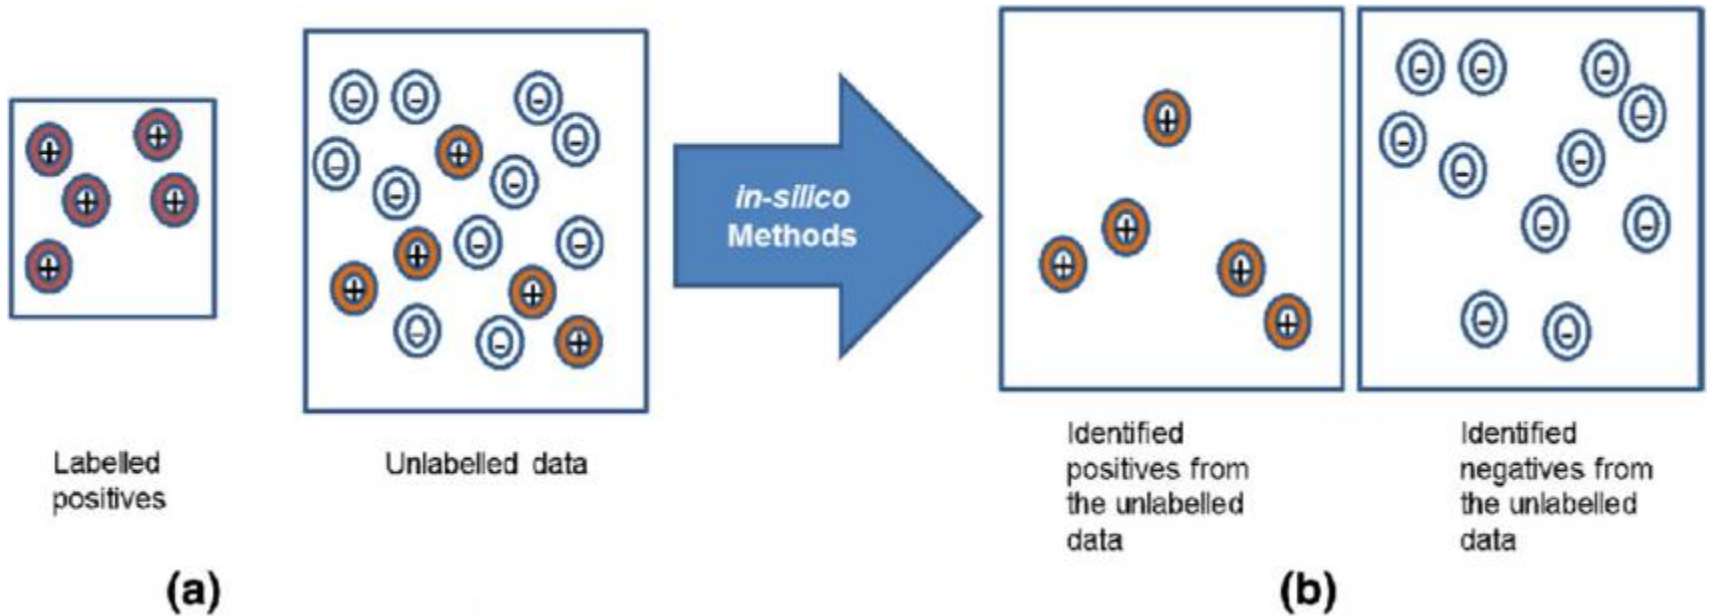 in-silico
Methods
Labelled
positives
Unlabelled data
Identified
positives from
the unlabelled
data
Identified
negatives from
the unlabelled
data
(a)
(b)